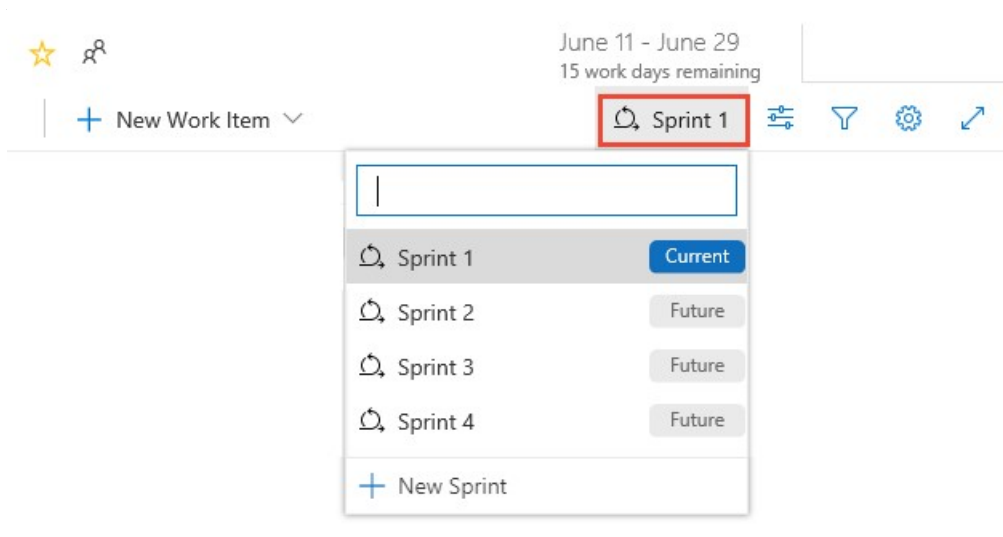 June 11 - June 29
15 work days remaining
New Work Item
Sprint 1
Sprint 1 Current
Sprint 2 Future
Sprint 3 Future
Sprint 4 Future
New Sprint